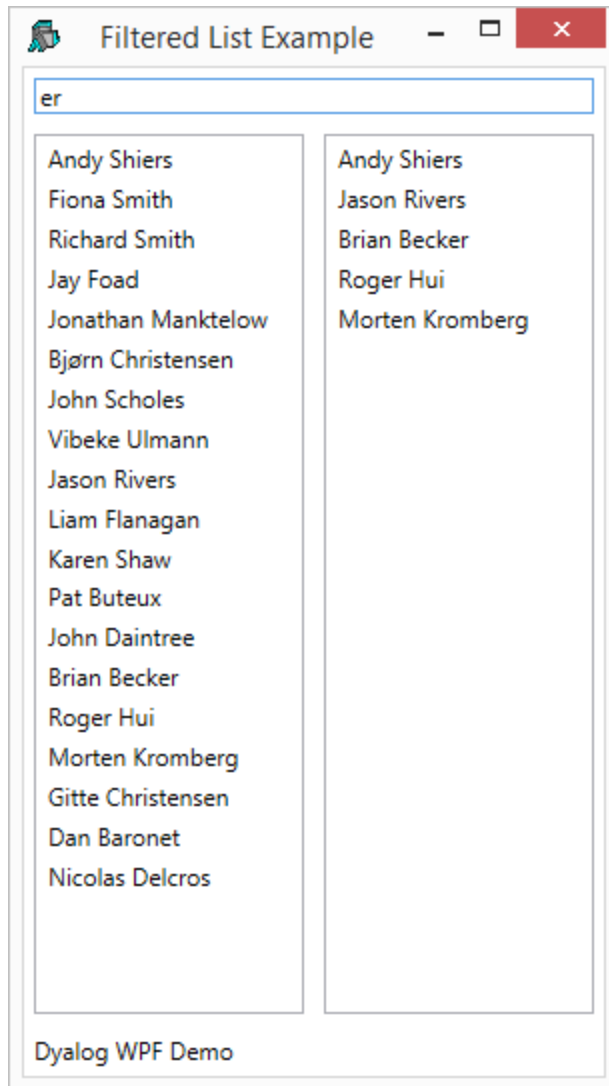 Filtered List Example
er
Andy Shiers
Fiona Smith
Richard Smith
Jay Foad
Jonathan Manktelow
Bjørn Christensen
John Scholes
Vibeke Ulmann
Jason Rivers
Liam Flanagan
Karen Shaw
Pat Buteux
John Daintree
Brian Becker
Roger Hui
Morten Kromberg
Gitte Christensen
Dan Baronet
Nicolas Delcros
Andy Shiers
Jason Rivers
Brian Becker
Roger Hui
Morten Kromberg
Dyalog WPF Demo